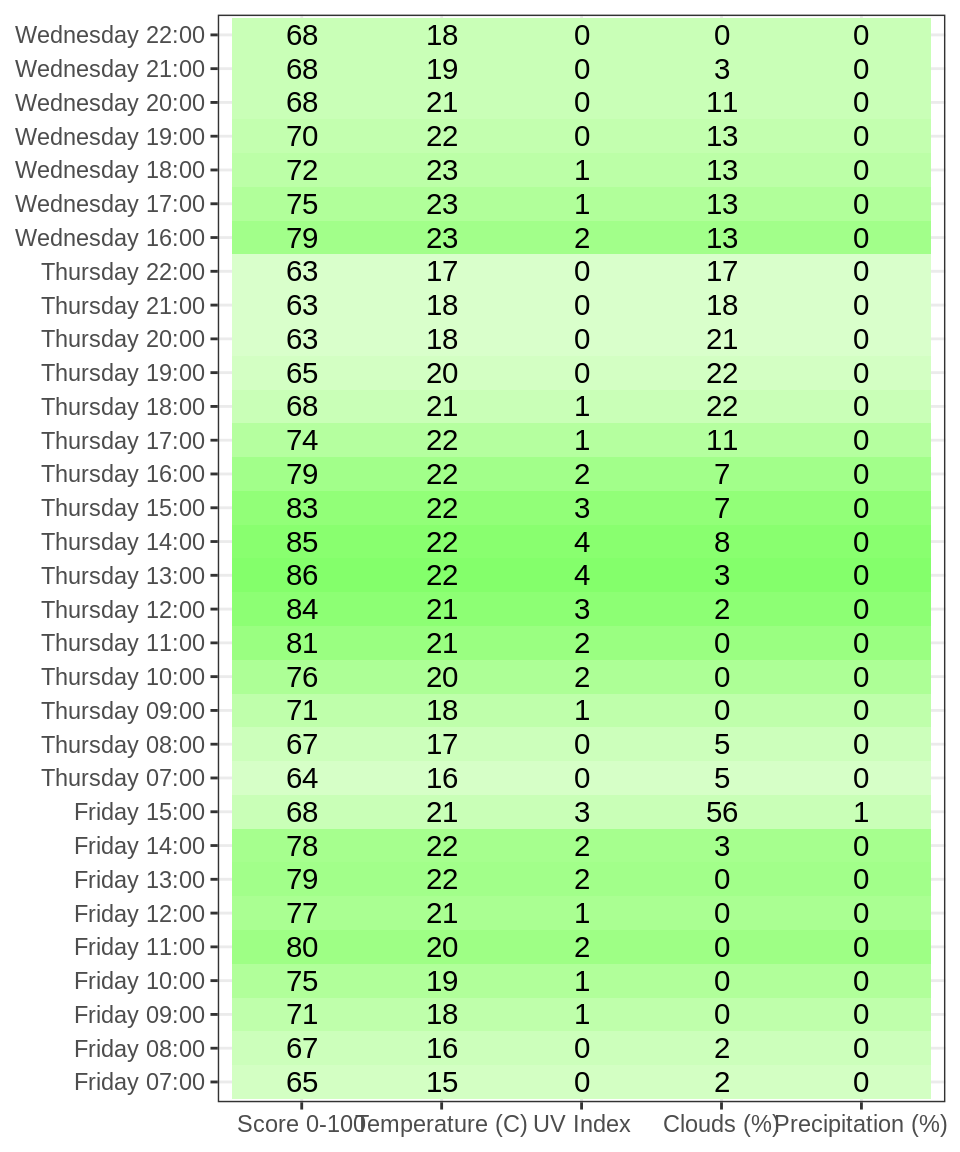 Wednesday 22:00 68 18 0 0 0
Wednesday 21:00 68 19 0 3 0
Wednesday 20:00 68 21 0 11 0
Wednesday 19:00 70 22 0 13 0
Wednesday 18:00 72 23 1 13 0
Wednesday 17:00 75 23 1 13 0
Wednesday 16:00 79 23 2 13 0
Thursday 22:00 63 17 0 17 0
Thursday 21:00 63 18 0 18 0
Thursday 20:00 63 18 0 21 0
Thursday 19:00 65 20 0 22 0
Thursday 18:00 68 21 1 22 0
Thursday 17:00 74 22 1 11 0
Thursday 16:00 79 22 2 7 0
Thursday 15:00 83 22 3 7 0
Thursday 14:00 85 22 4 8 0
Thursday 13:00 86 22 4 3 0
Thursday 12:00 84 21 3 2 0
Thursday 11:00 81 21 2 0 0
Thursday 10:00 76 20 2 0 0
Thursday 09:00 71 18 1 0 0
Thursday 08:00 67 17 0 5 0
Thursday 07:00 64 16 0 5 0
Friday 15:00 68 21 3 56 1
Friday 14:00 78 22 2 3 0
Friday 13:00 79 22 2 0 0
Friday 12:00 77 21 1 0 0
Friday 11:00 80 20 2 0 0
Friday 10:00 75 19 1 0 0
Friday 09:00 71 18 1 0 0
Friday 08:00 67 16 0 2 0
Friday 07:00 65 15 0 2 0
Score 0-100 Temperature (C) UV Index Clouds (%) Precipitation (%)